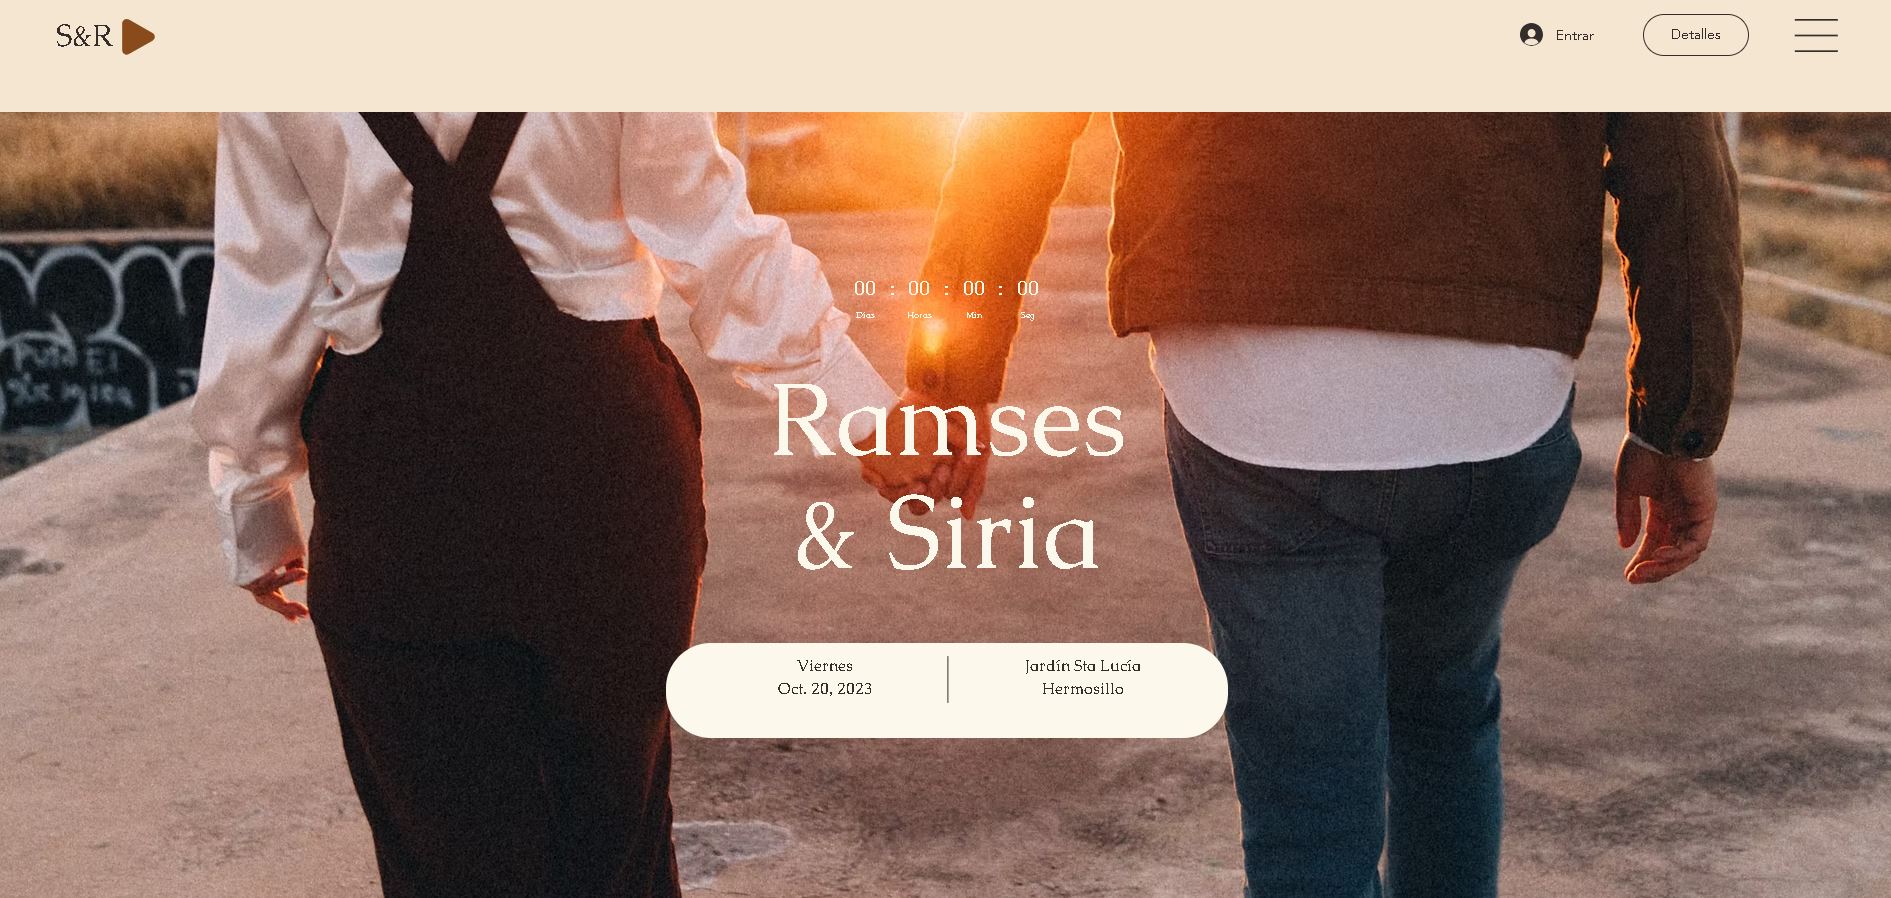 S&R
Entrar
Detalles
00 : 00 : 00 : 00
Días Horas Min Seg
Ramses
& Siria
Viernes
Oct. 20, 2023
Jardín Sta Lucía
Hermosillo